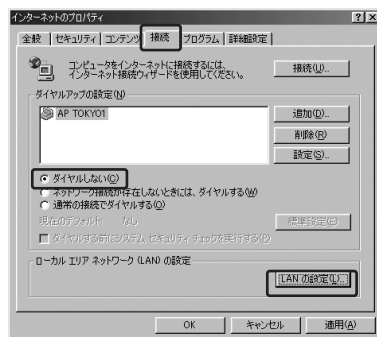 インターネットのプロパティ
全般 セキュリティ コンテンツ 接続 プログラム 詳細設定
コンピュータをインターネットに接続するには、
インターネット接続ウィザードを使用してください。
接続(U)...
ダイヤルアップの設定(N)
AP TOKYO1
追加(D)...
削除(R)
設定(S)...
ダイヤルしない(C)
ネットワーク接続が存在しないときには、ダイヤルする(W)
通常の接続でダイヤルする(O)
現在のデフォルト: なし
標準設定(E)
ダイヤルする前にシステム セキュリティ チェックを実行する(P)
ローカル エリア ネットワーク (LAN) の設定
LAN の設定(L)...
OK キャンセル 適用(A)